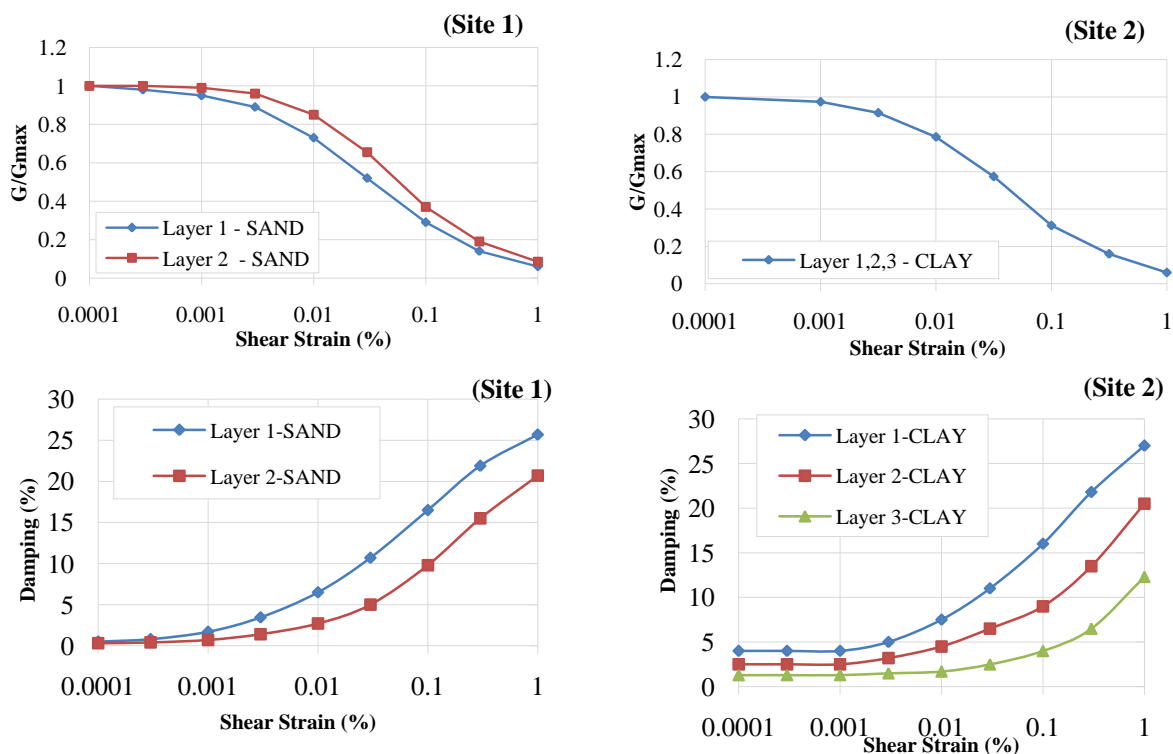 (Site 1)
1.2
1
0.8
0.6
0.4
0.2
0
G/Gmax
Layer 1 - SAND
Layer 2 - SAND
0.0001
0.001
0.01
0.1
1
Shear Strain (%)
(Site 2)
1.2
1
0.8
0.6
0.4
0.2
0
G/Gmax
Layer 1,2,3 - CLAY
0.0001
0.001
0.01
0.1
1
Shear Strain (%)
(Site 1)
30
25
20
15
10
5
0
Damping (%)
Layer 1-SAND
Layer 2-SAND
0.0001
0.001
0.01
0.1
1
Shear Strain (%)
(Site 2)
30
25
20
15
10
5
0
Damping (%)
Layer 1-CLAY
Layer 2-CLAY
Layer 3-CLAY
0.0001
0.001
0.01
0.1
1
Shear Strain (%)